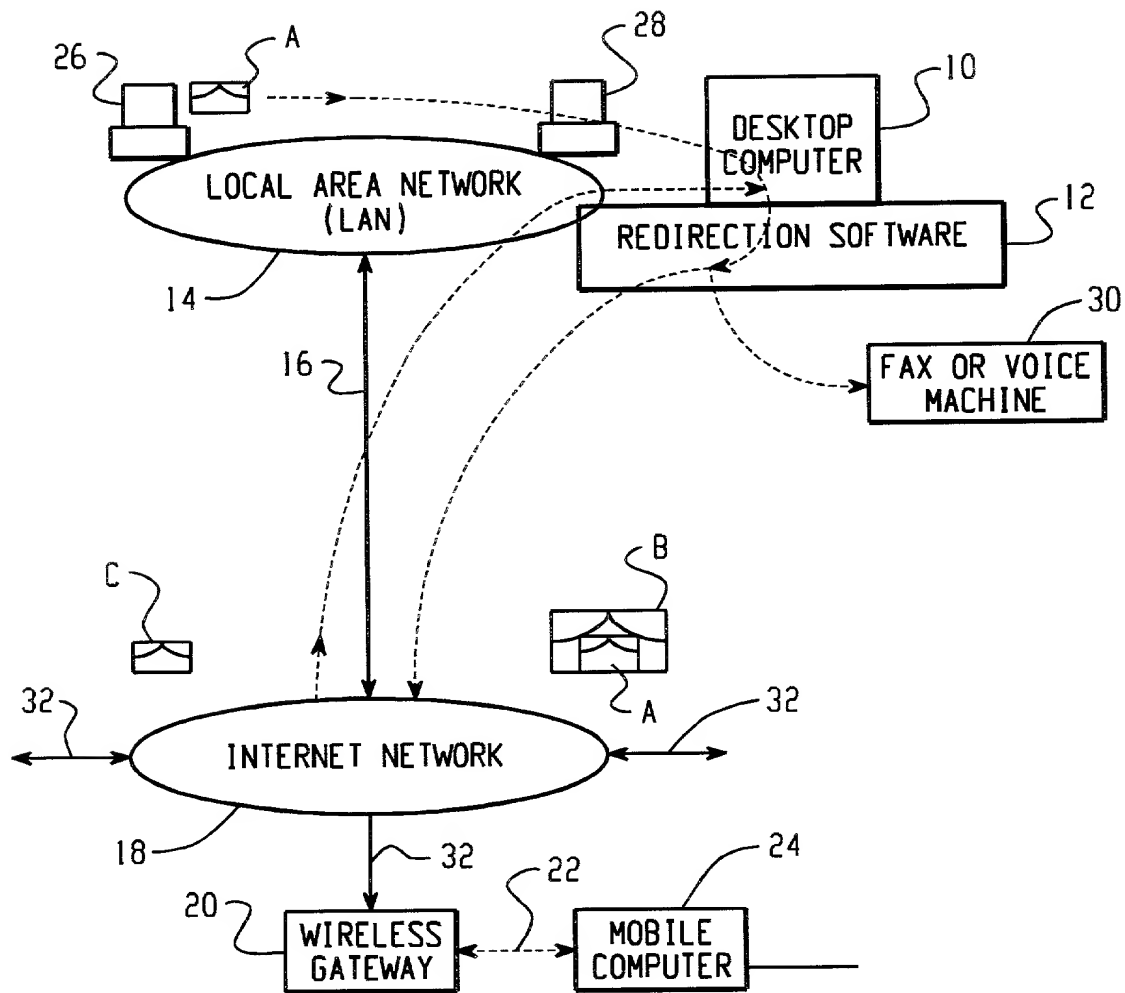 A
28
26
10
DESKTOP
COMPUTER
LOCAL AREA NETWORK
(LAN)
12
REDIRECTION SOFTWARE
14
30
16
FAX OR VOICE
MACHINE
B
C
A
32
32
INTERNET NETWORK
18
32
22
24
20
WIRELESS
GATEWAY
MOBILE
COMPUTER